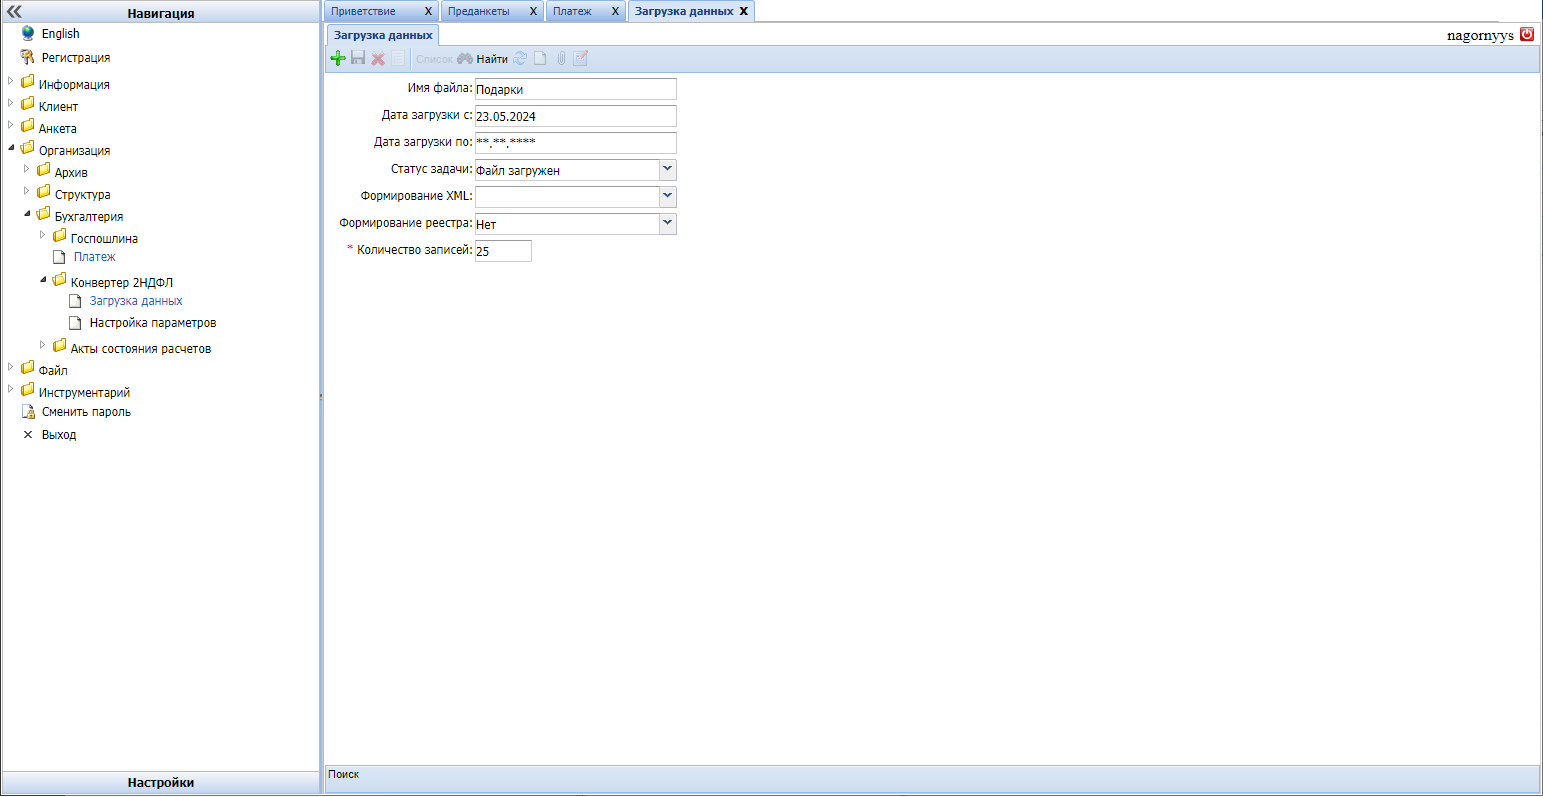 Навигация
English
Регистрация
Информация
Клиент
Анкета
Организация
Архив
Структура
Бухгалтерия
Госпошлина
Платеж
Конвертер 2НДФЛ
Загрузка данных
Настройка параметров
Акты состояния расчетов
Файл
Инструментарий
Сменить пароль
Выход
Настройки
Приветствие X Преданкеты X Платеж X Загрузка данных X
Загрузка данных nagornyys
Список Найти
Имя файла: Подарки
Дата загрузки с: 23.05.2024
Дата загрузки по: **.**.****
Статус задачи: Файл загружен
Формирование XML:
Формирование реестра: Нет
* Количество записей: 25
Поиск